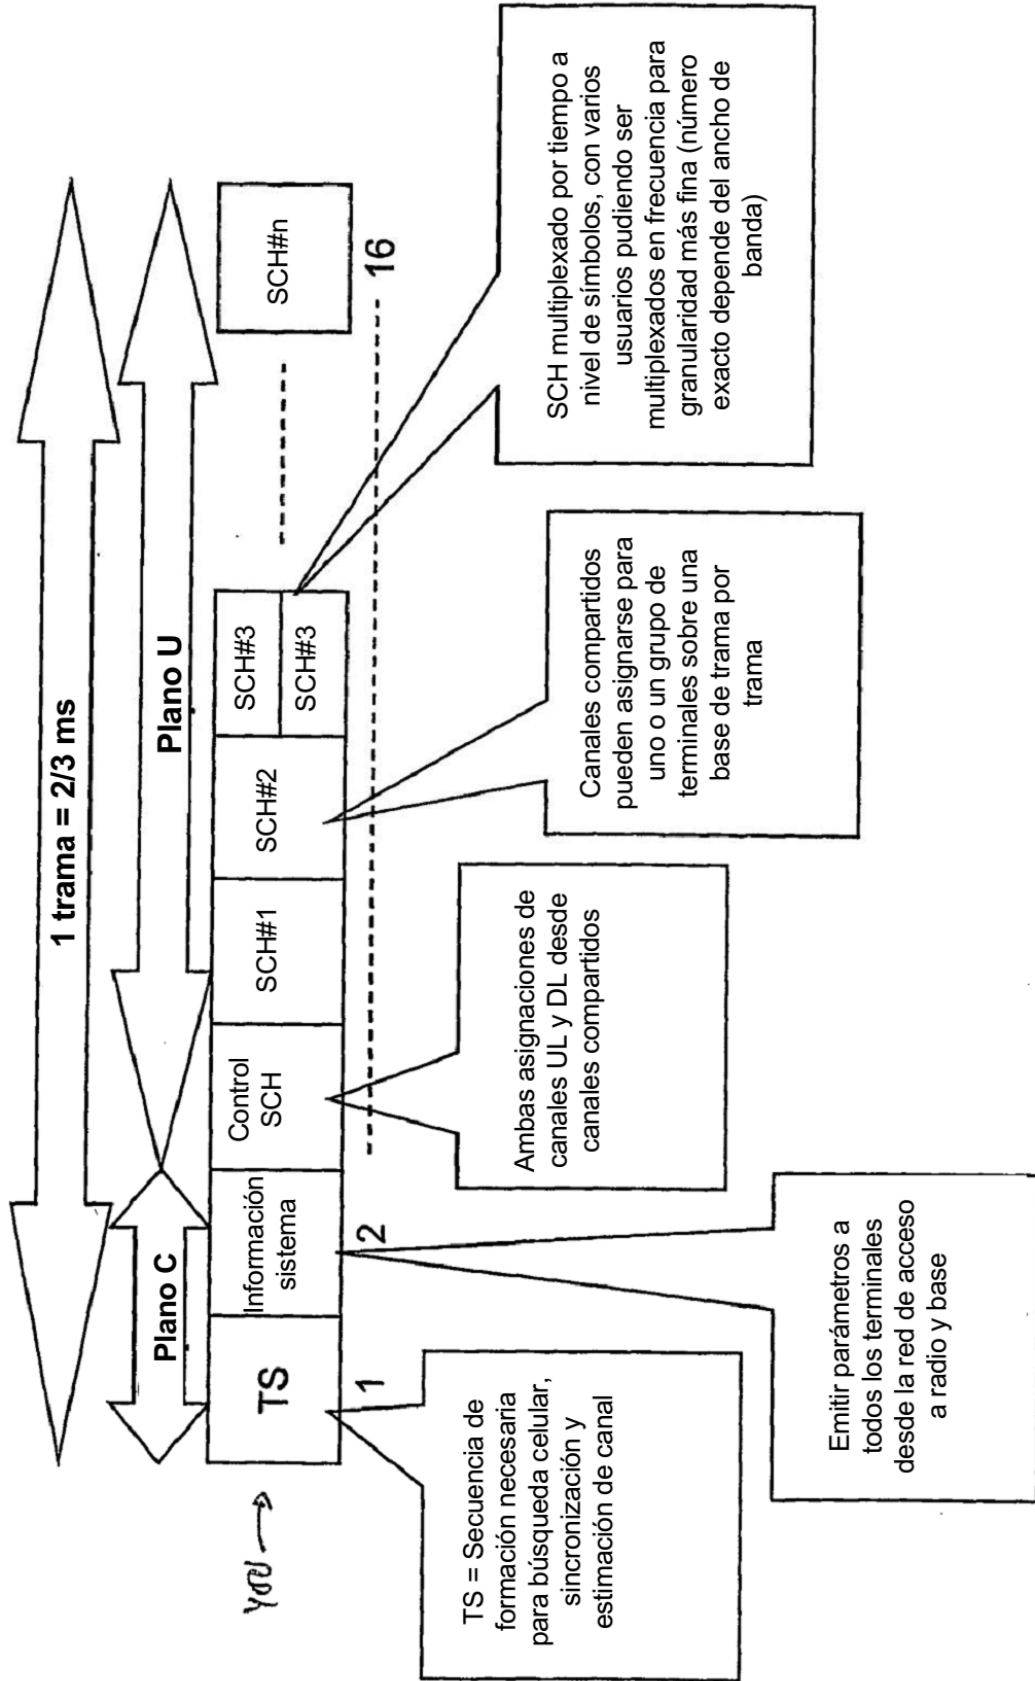 1 trama = 2/3 ms
Plano C
Plano U
TS
Información
sistema
Control
SCH
SCH#1
SCH#2
SCH#3
SCH#3
SCH#n
1
2
16
TS = Secuencia de
formación necesaria
para búsqueda celular,
sincronización y
estimación de canal
Emitir parámetros a
todos los terminales
desde la red de acceso
a radio y base
Ambas asignaciones de
canales UL y DL desde
canales compartidos
Canales compartidos
pueden asignarse para
uno o un grupo de
terminales sobre una
base de trama por
trama
SCH multiplexado por tiempo a
nivel de símbolos, con varios
usuarios pudiendo ser
multiplexados en frecuencia para
granularidad más fina (número
exacto depende del ancho de
banda)